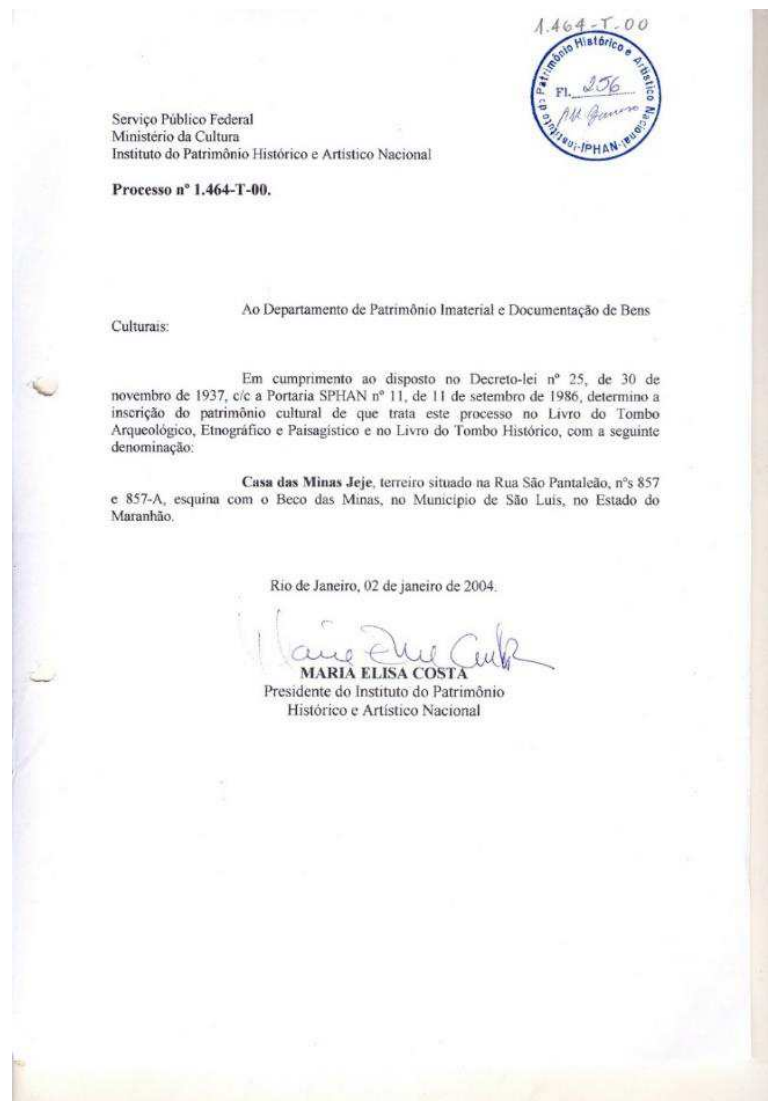 1.464-T-00
Instituto do Patrimônio Histórico e Artístico Nacional
Fl. 256
-IPHAN-
Serviço Público Federal
Ministério da Cultura
Instituto do Patrimônio Histórico e Artístico Nacional
Processo nº 1.464-T-00.
Ao Departamento de Patrimônio Imaterial e Documentação de Bens
Culturais:
Em cumprimento ao disposto no Decreto-lei nº 25, de 30 de
novembro de 1937, c/c a Portaria SPHAN nº 11, de 11 de setembro de 1986, determino a
inscrição do patrimônio cultural de que trata este processo no Livro do Tombo
Arqueológico, Etnográfico e Paisagístico e no Livro do Tombo Histórico, com a seguinte
denominação:
Casa das Minas Jeje, terreiro situado na Rua São Pantaleão, nºs 857
e 857-A, esquina com o Beco das Minas, no Município de São Luís, no Estado do
Maranhão.
Rio de Janeiro, 02 de janeiro de 2004.
MARIA ELISA COSTA
Presidente do Instituto do Patrimônio
Histórico e Artístico Nacional